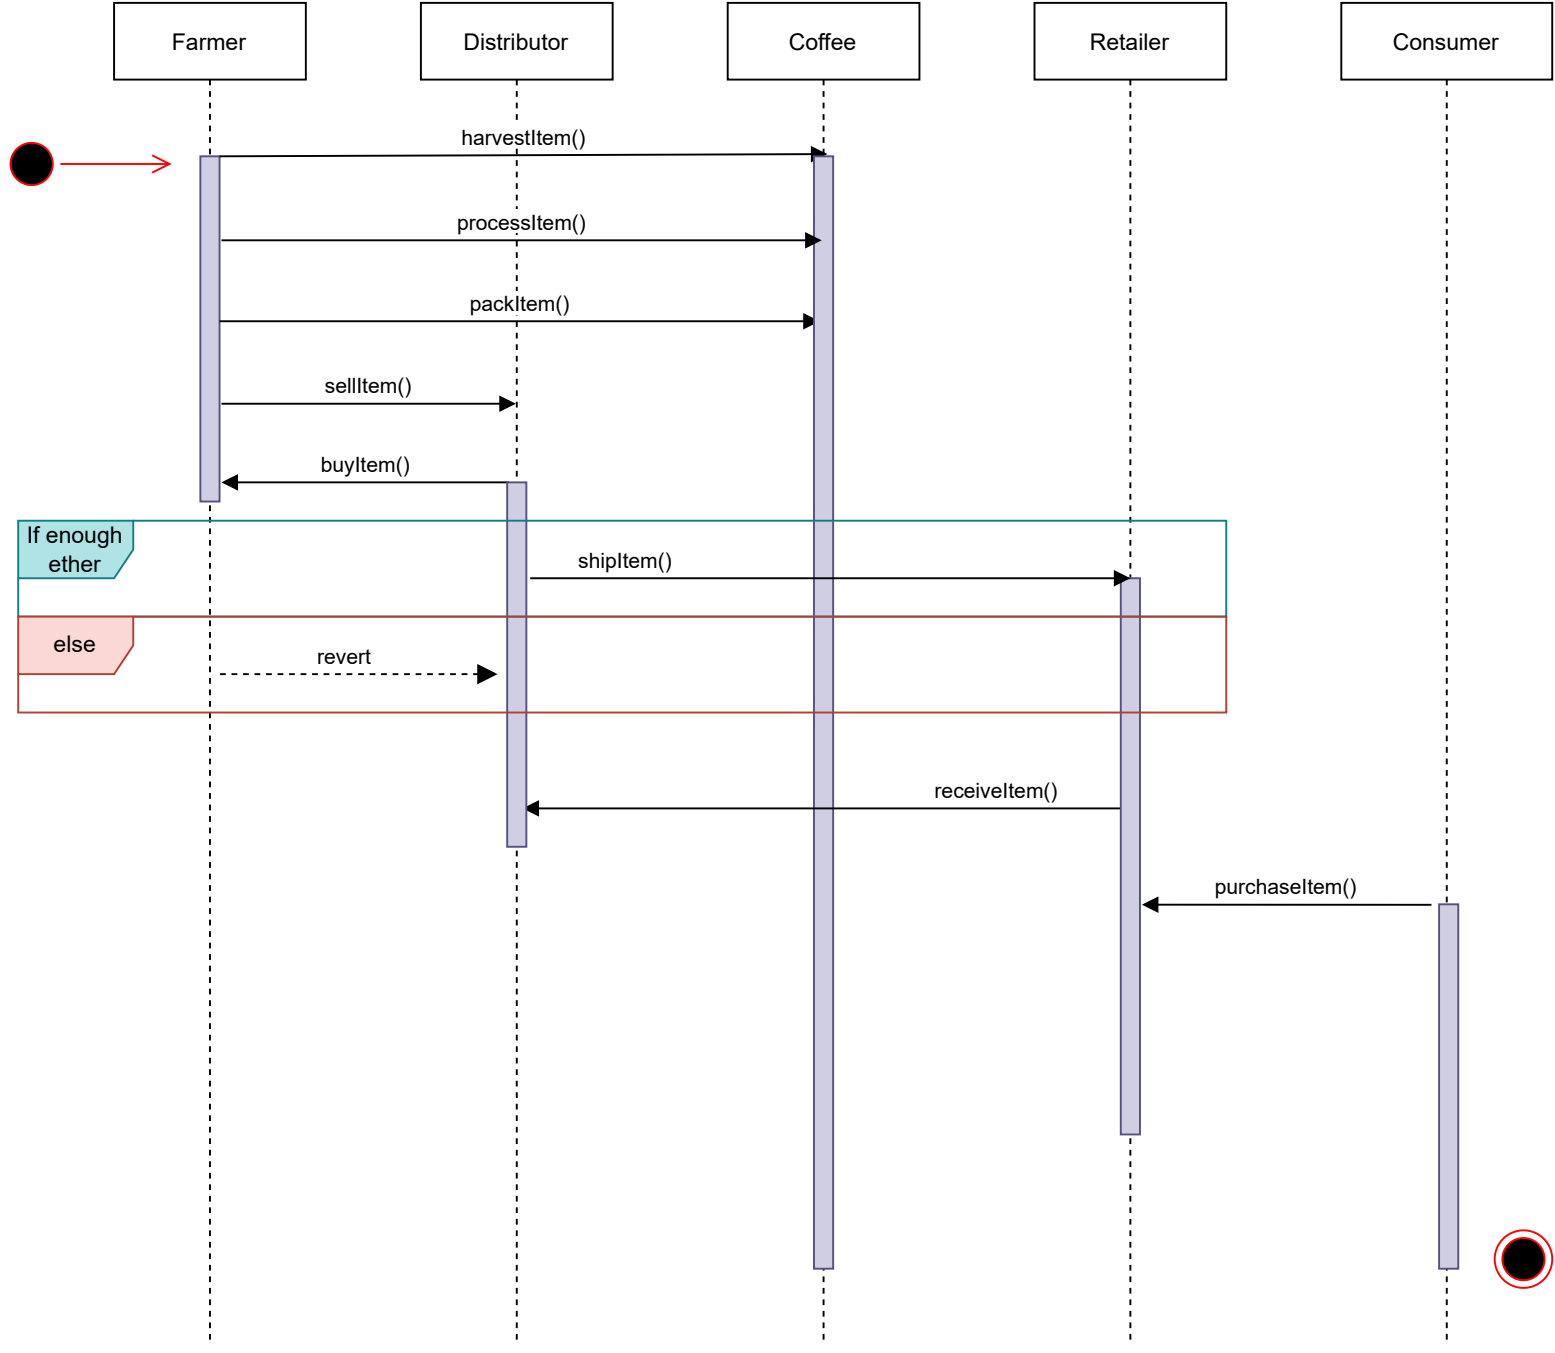 Farmer
Distributor
Coffee
Retailer
Consumer
harvestItem()
processItem()
packItem()
sellItem()
buyItem()
If enough
ether
shipItem()
else
revert
receiveItem()
purchaseItem()